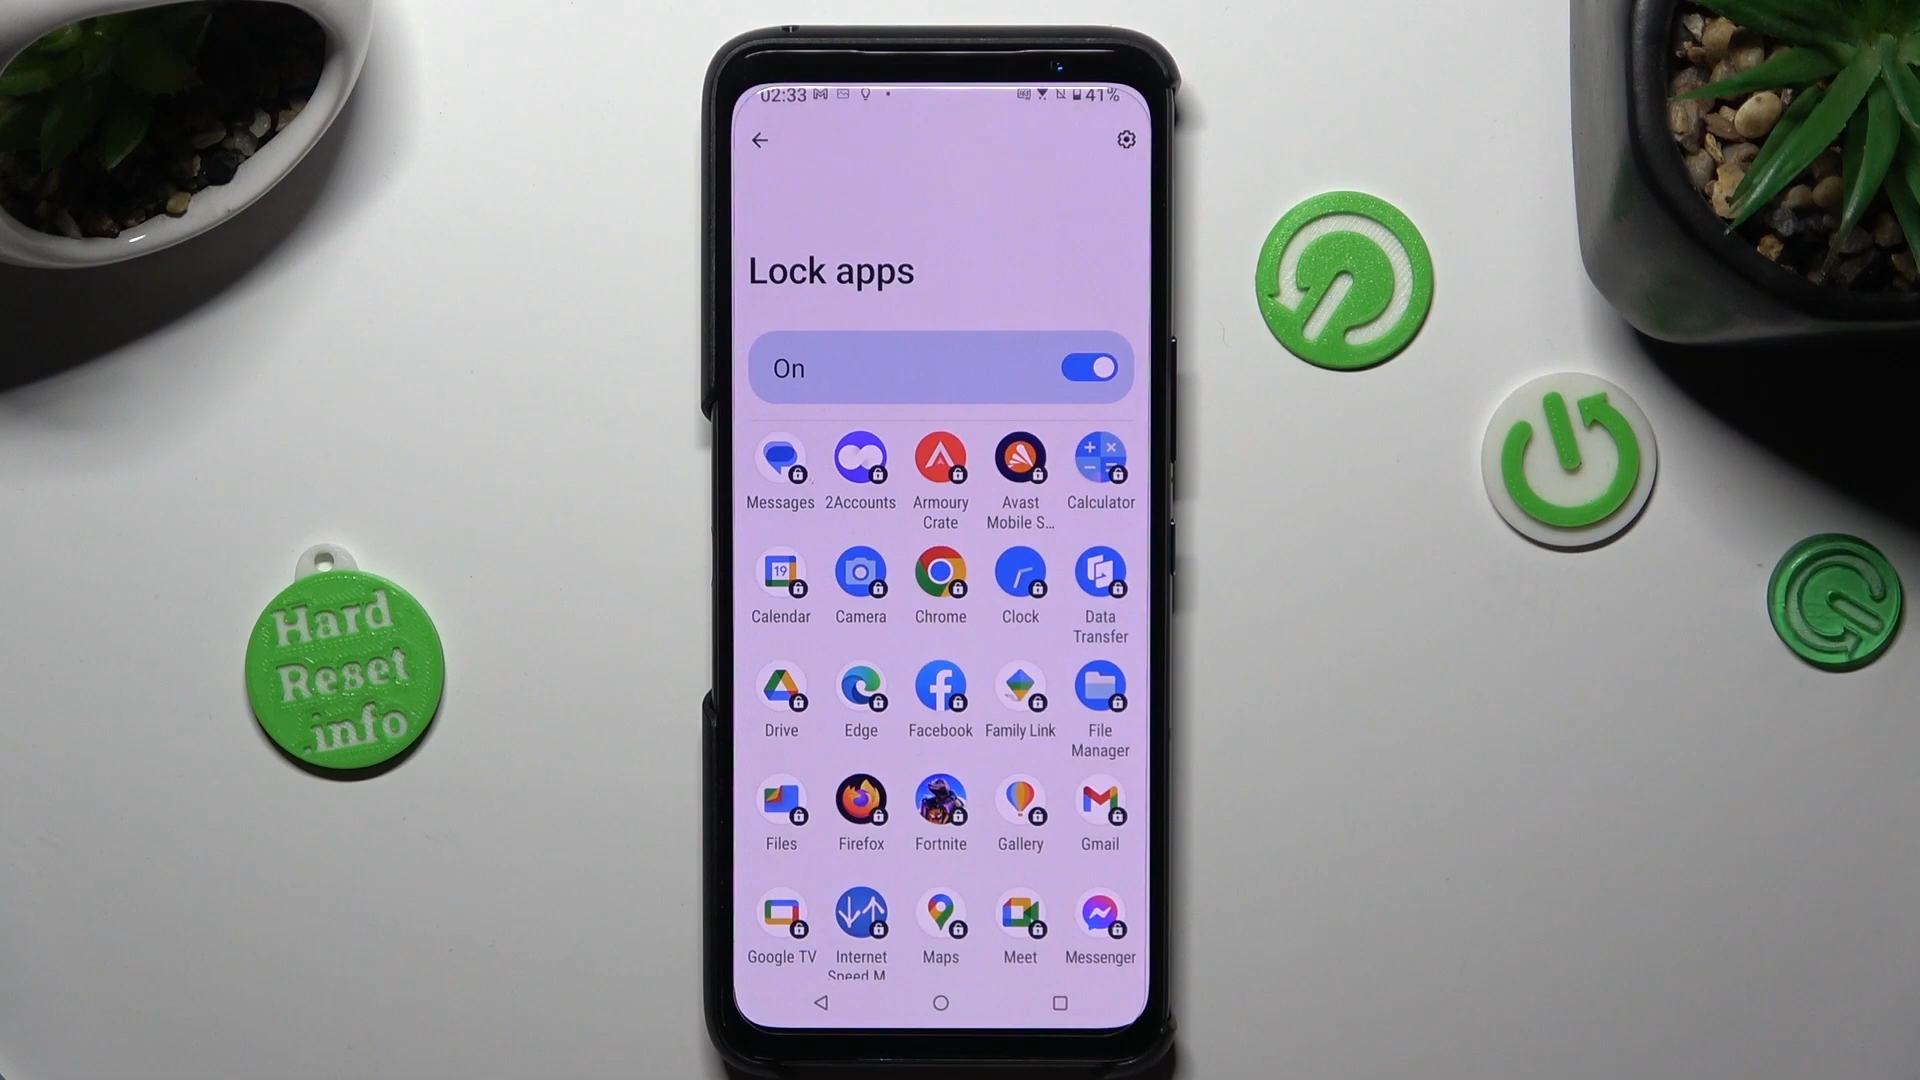 02:33
41%
Lock apps
On
Messages
2Accounts
Armoury
Crate
Avast
Mobile S...
Calculator
Calendar
19
Camera
Chrome
Clock
Data
Transfer
Drive
Edge
Facebook
Family Link
File
Manager
Files
Firefox
Fortnite
Gallery
Gmail
Google TV
Internet
Speed M
Maps
Meet
Messenger
Hard
Reset
.info